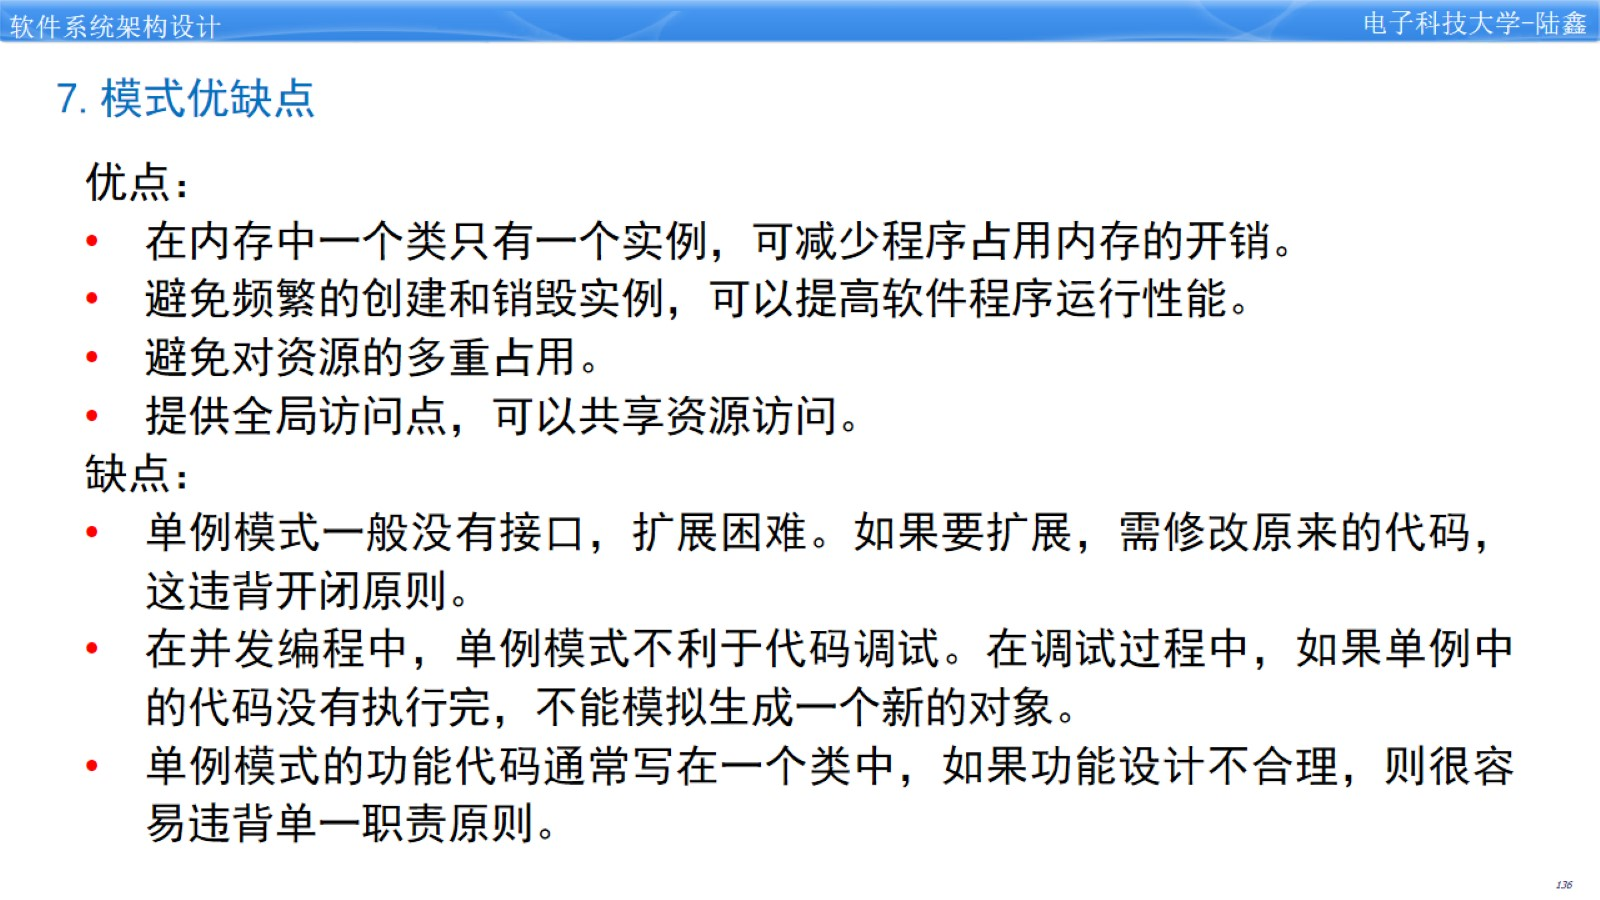 软件系统架构设计
电子科技大学-陆鑫
7. 模式优缺点
优点：
• 在内存中一个类只有一个实例，可减少程序占用内存的开销。
• 避免频繁的创建和销毁实例，可以提高软件程序运行性能。
• 避免对资源的多重占用。
• 提供全局访问点，可以共享资源访问。
缺点：
• 单例模式一般没有接口，扩展困难。如果要扩展，需修改原来的代码，
这违背开闭原则。
• 在并发编程中，单例模式不利于代码调试。在调试过程中，如果单例中
的代码没有执行完，不能模拟生成一个新的对象。
• 单例模式的功能代码通常写在一个类中，如果功能设计不合理，则很容
易违背单一职责原则。
136